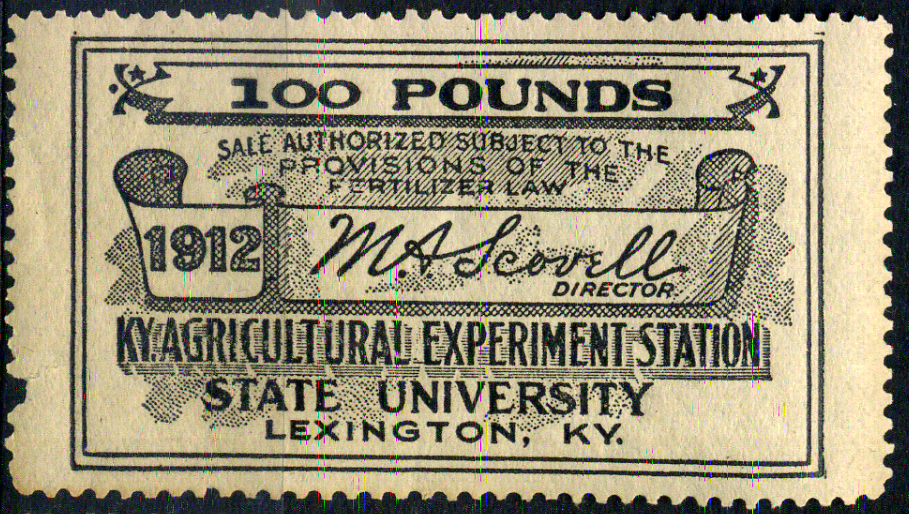 100 POUNDS
SALE AUTHORIZED SUBJECT TO THE
PROVISIONS OF THE
FERTILIZER LAW
1912
M.A. Scovell
DIRECTOR
KY. AGRICULTURAL EXPERIMENT STATION
STATE UNIVERSITY
LEXINGTON, KY.